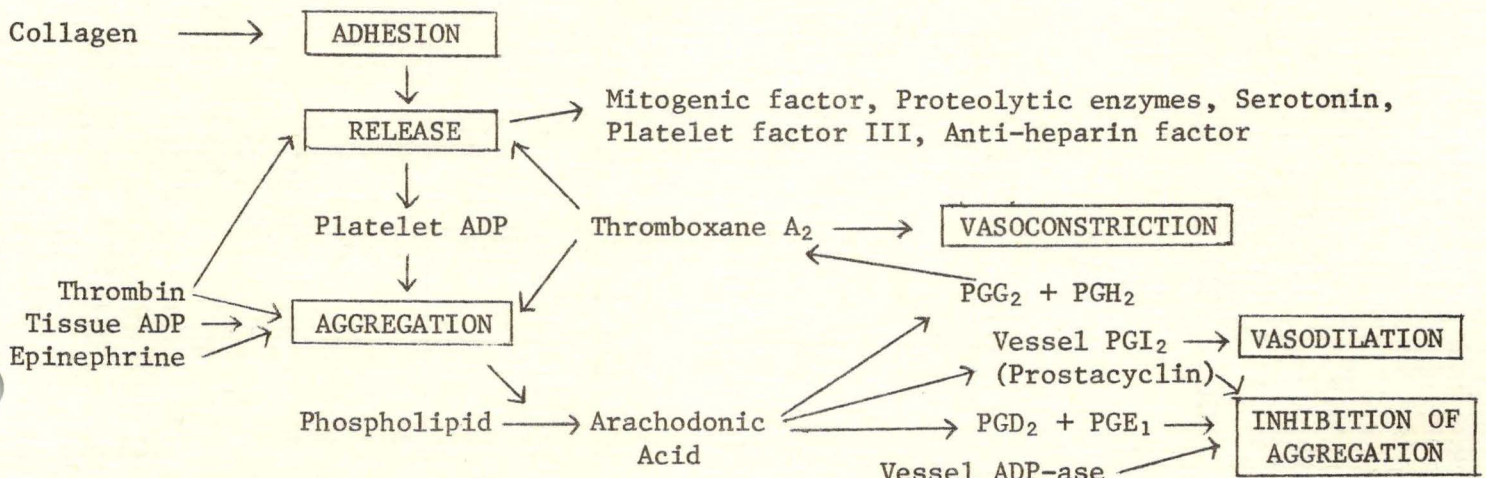 Collagen ADHESION
RELEASE
Mitogenic factor, Proteolytic enzymes, Serotonin,
Platelet factor III, Anti-heparin factor
Platelet ADP Thromboxane A₂ VASOCONSTRICTION
Thrombin
Tissue ADP
Epinephrine
AGGREGATION
PGG₂ + PGH₂
Vessel PGI₂
(Prostacyclin)
VASODILATION
Phospholipid Arachodonic
Acid
PGD₂ + PGE₁
INHIBITION OF
AGGREGATION
Vessel ADP-ase